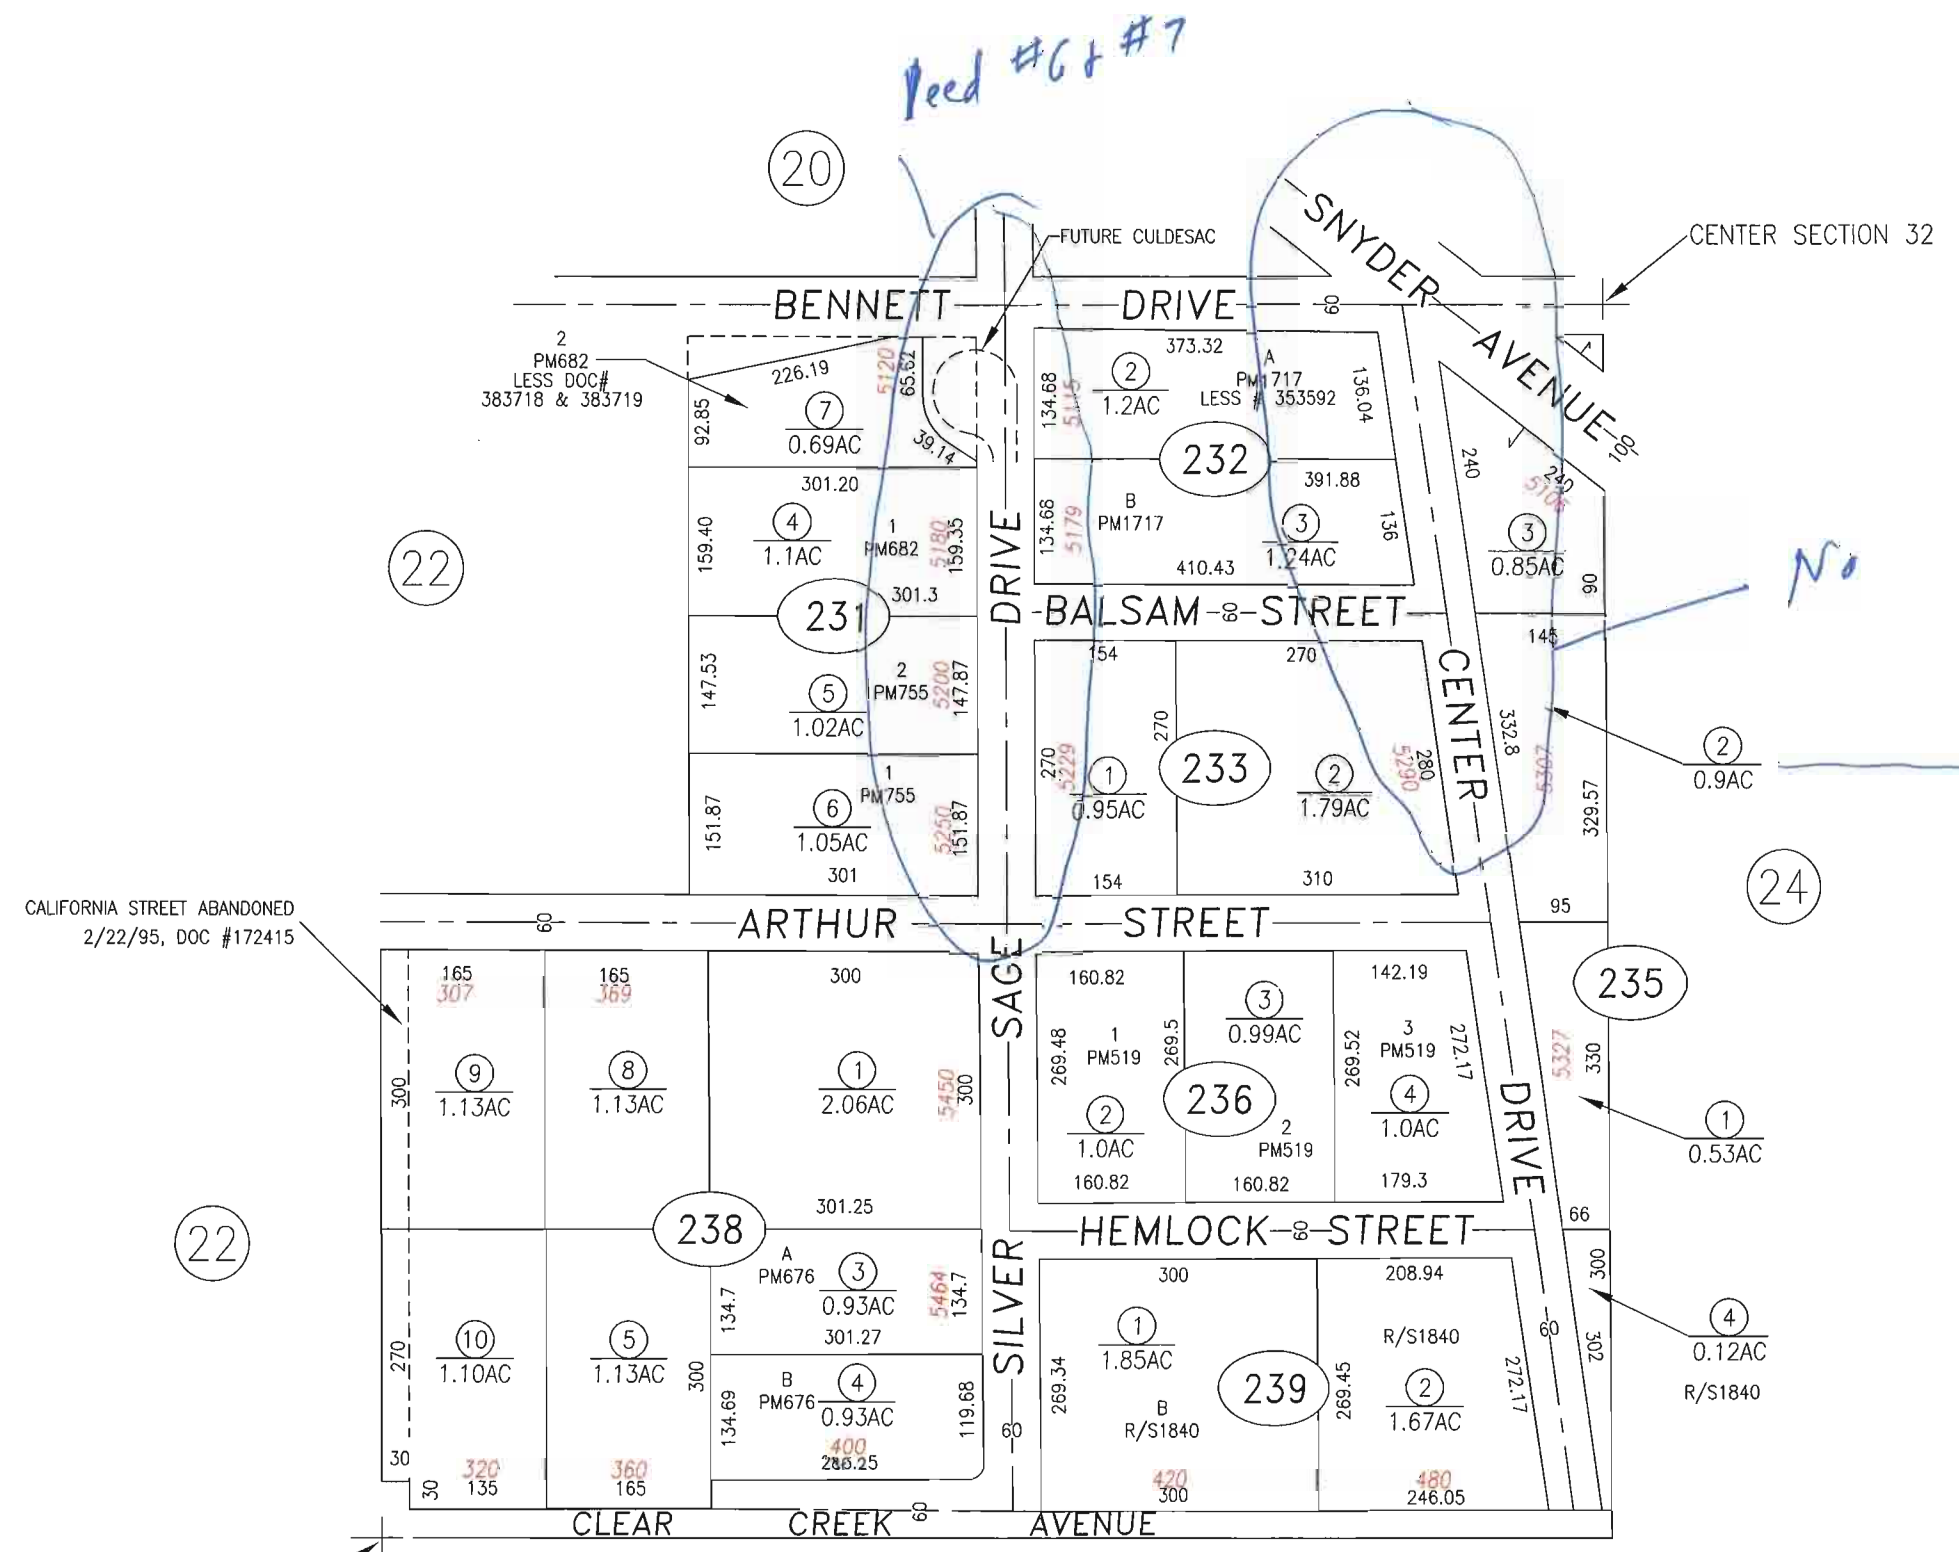 Deed #6 & #7
20
SNYDER AVENUE
100
CENTER SECTION 32
FUTURE CULDESAC
BENNETT DRIVE
60
2
PM682
LESS DOC#
383718 & 383719
226.19
5120
65.62
92.85
7
0.69AC
39.14
373.32
134.68
5115
2
1.2AC
A
PM1717
LESS # 353592
136.04
232
301.20
159.40
4
1.1AC
1
PM682
5180
159.35
301.3
134.68
5179
B
PM1717
391.88
3
1.24AC
136
410.43
240
240
3
0.85AC
90
No
22
231
BALSAM 60 STREET
145
147.53
5
1.02AC
2
PM755
5200
147.87
154
270
270
270
5229
1
0.95AC
233
2
1.79AC
5290
280
332.8
5307
2
0.9AC
329.57
151.87
6
1.05AC
1
PM755
5250
151.87
301
154
310
95
24
CALIFORNIA STREET ABANDONED
2/22/95, DOC #172415
60
ARTHUR STREET
235
165
307
165
369
300
160.82
142.19
300
9
1.13AC
8
1.13AC
1
2.06AC
5450
300
301.25
269.48
1
PM519
269.5
3
0.99AC
269.52
3
PM519
272.17
236
2
1.0AC
2
PM519
4
1.0AC
160.82
160.82
179.3
5327
330
1
0.53AC
66
22
238
HEMLOCK 60 STREET
A
PM676
3
0.93AC
134.7
5464
134.7
301.27
300
208.94
300
270
10
1.10AC
5
1.13AC
300
B
PM676
4
0.93AC
134.69
119.68
400
286.25
269.34
1
1.85AC
B
R/S1840
239
269.45
R/S1840
2
1.67AC
272.17
60
302
4
0.12AC
R/S1840
30
30
320
135
360
165
60
420
300
480
246.05
SILVER SAGE DRIVE
CENTER DRIVE
CLEAR CREEK 60 AVENUE